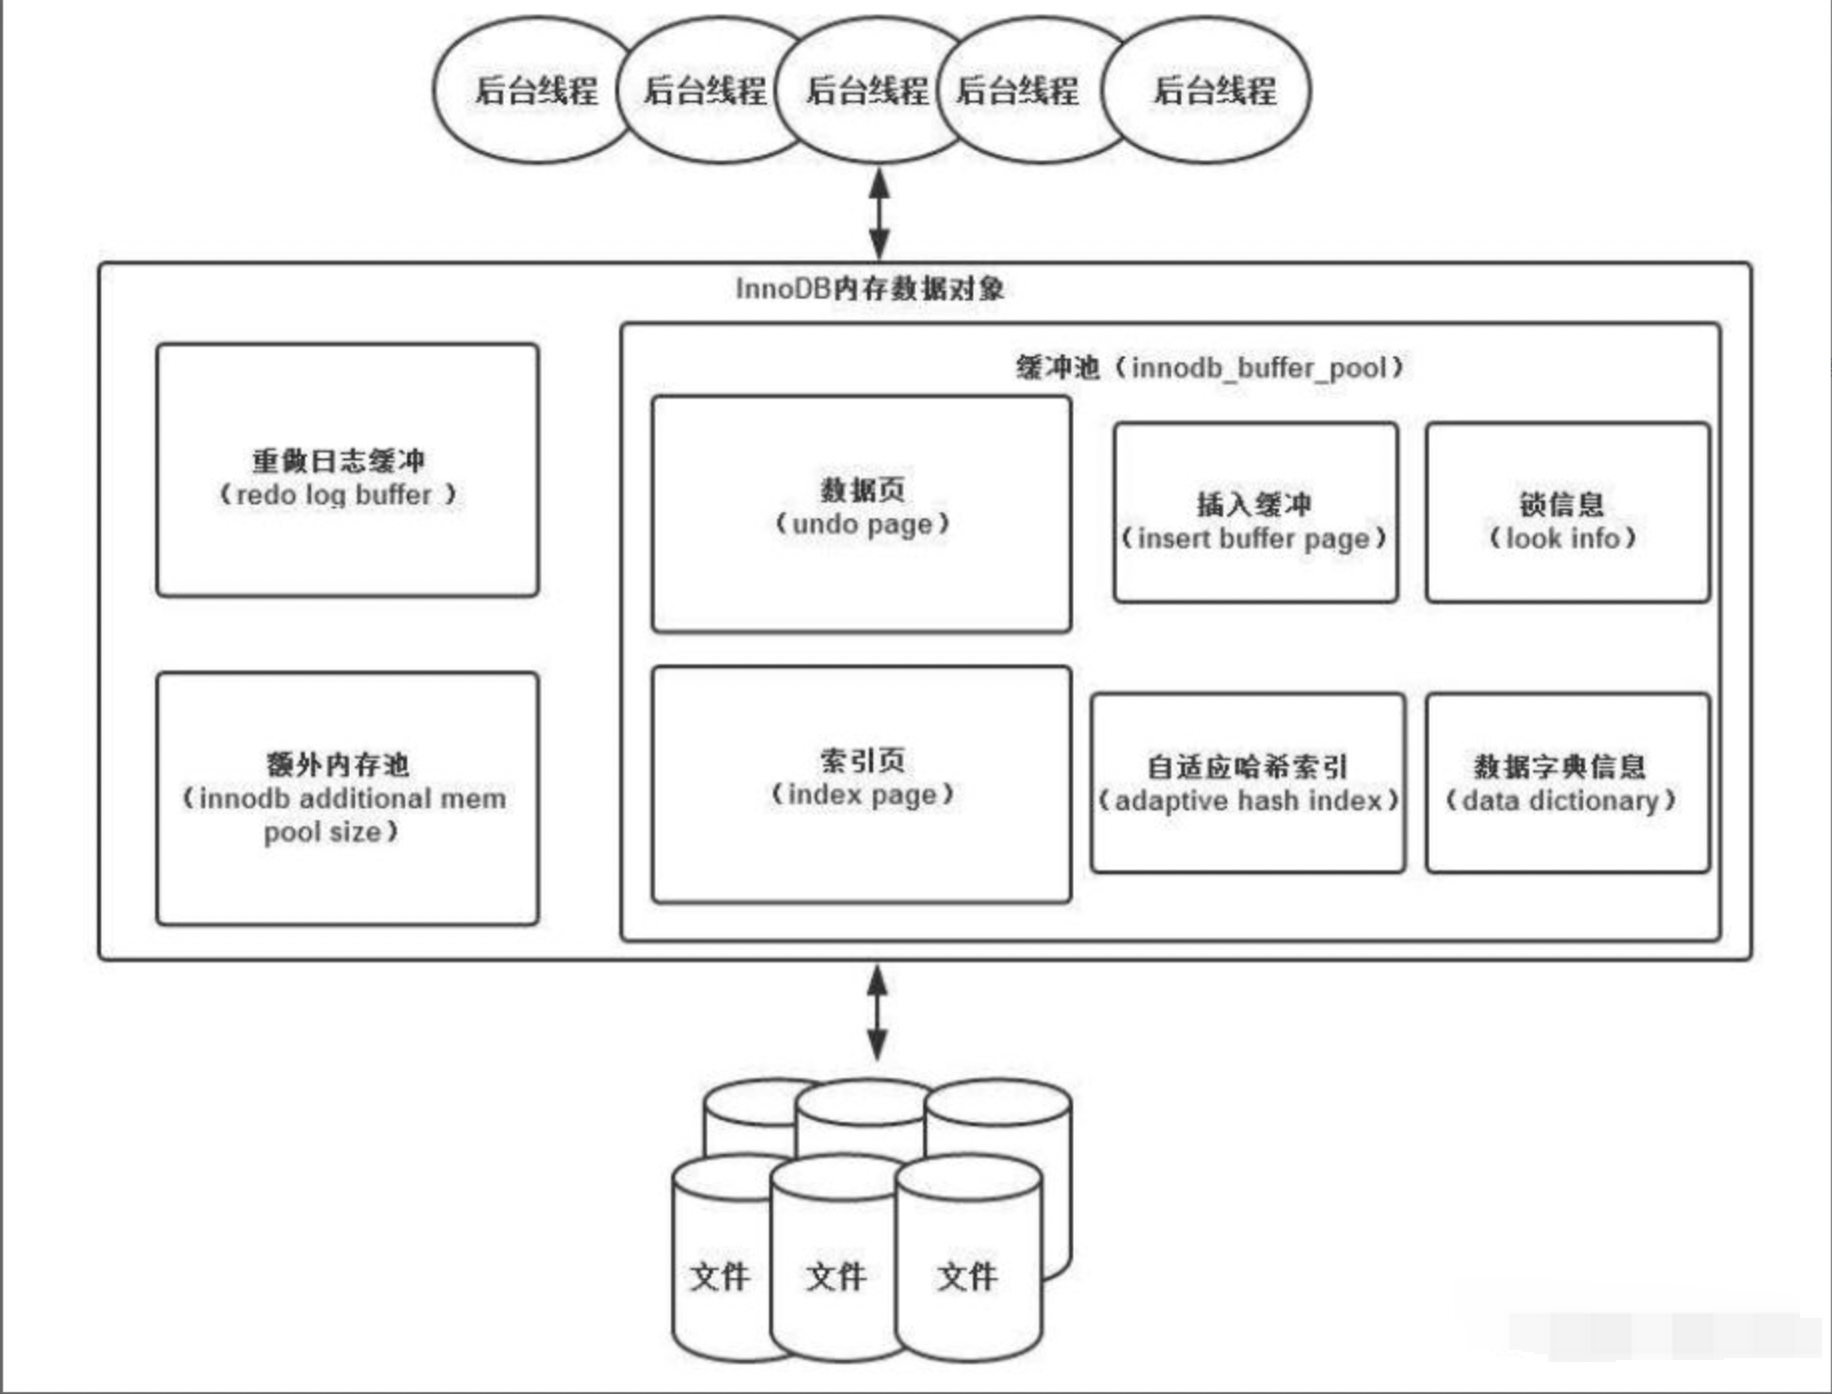 后台线程
后台线程
后台线程
后台线程
后台线程
InnoDB内存数据对象
重做日志缓冲
（redo log buffer ）
额外内存池
（innodb additional mem
pool size）
缓冲池（innodb_buffer_pool）
数据页
（undo page）
插入缓冲
（insert buffer page）
锁信息
（look info）
索引页
（index page）
自适应哈希索引
（adaptive hash index）
数据字典信息
（data dictionary）
文件
文件
文件